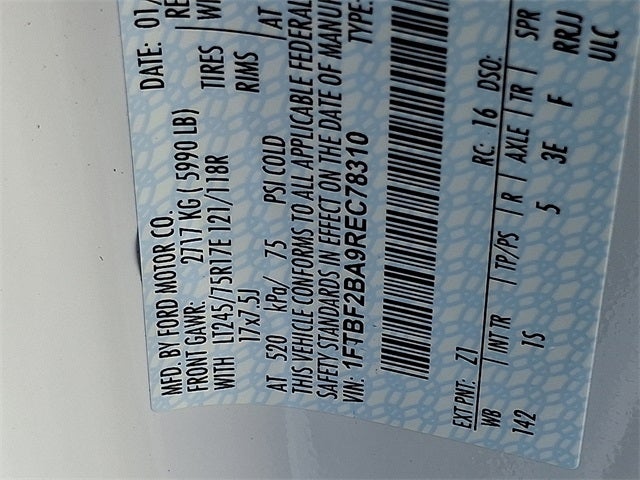 MFD. BY FORD MOTOR CO.
DATE: 01/
FRONT GAWR: 2717 KG ( 5990 LB)
WITH LT245/75R17E 121/118R TIRES
17x7.5J RIMS
AT 520 kPa/ 75 PSI COLD AT
THIS VEHICLE CONFORMS TO ALL APPLICABLE FEDERAL
SAFETY STANDARDS IN EFFECT ON THE DATE OF MANU
VIN: 1FTBF2BA9REC78310 TYPE:
EXT PNT: Z1 RC: 16 DSO:
WB | INT TR | TP/PS | R | AXLE | TR | SPR
142 1S 5 3E F RRJJ
ULC